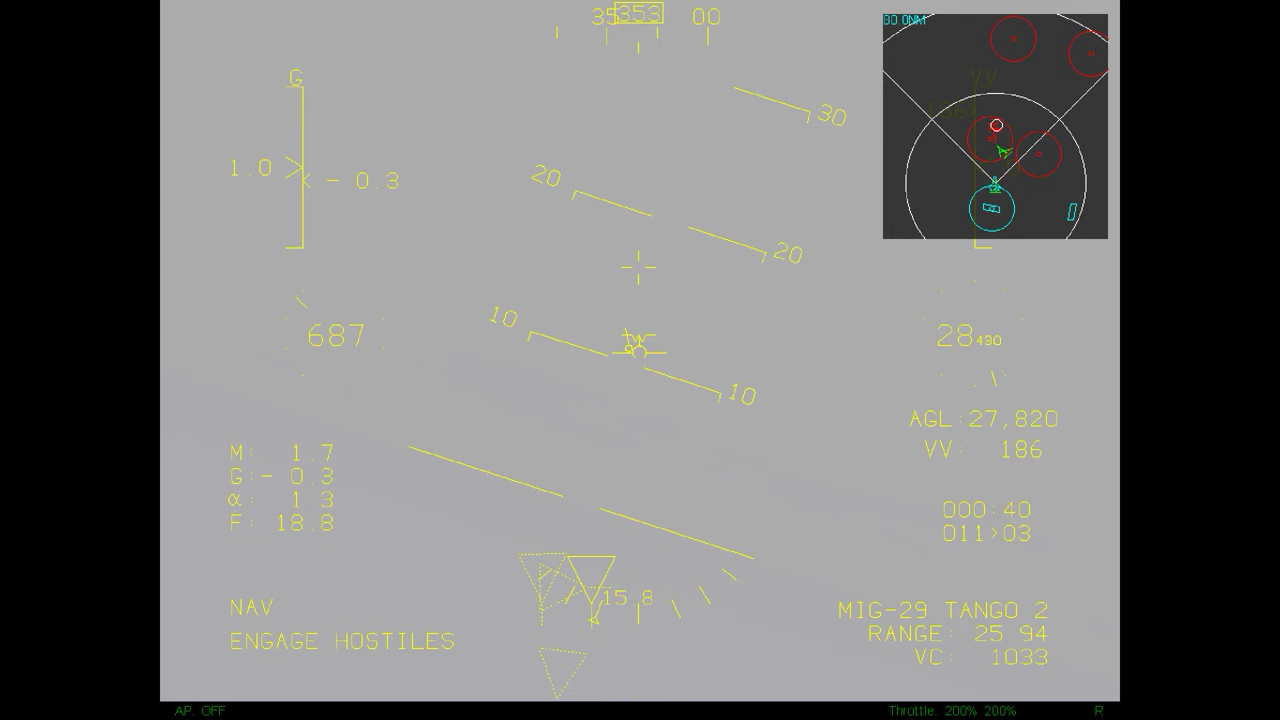 35 353 00
80.0NM
G
VV
30
1.0
- 0.3
20
20
10
687
28490
10
AGL:27,820
VV: 186
M: 1.7
G:- 0.3
α: 1.3
F: 18.8
000:40
011>03
15.8
NAV
ENGAGE HOSTILES
MIG-29 TANGO 2
RANGE: 25.94
VC: 1033
AP: OFF
Throttle: 200% 200%
R